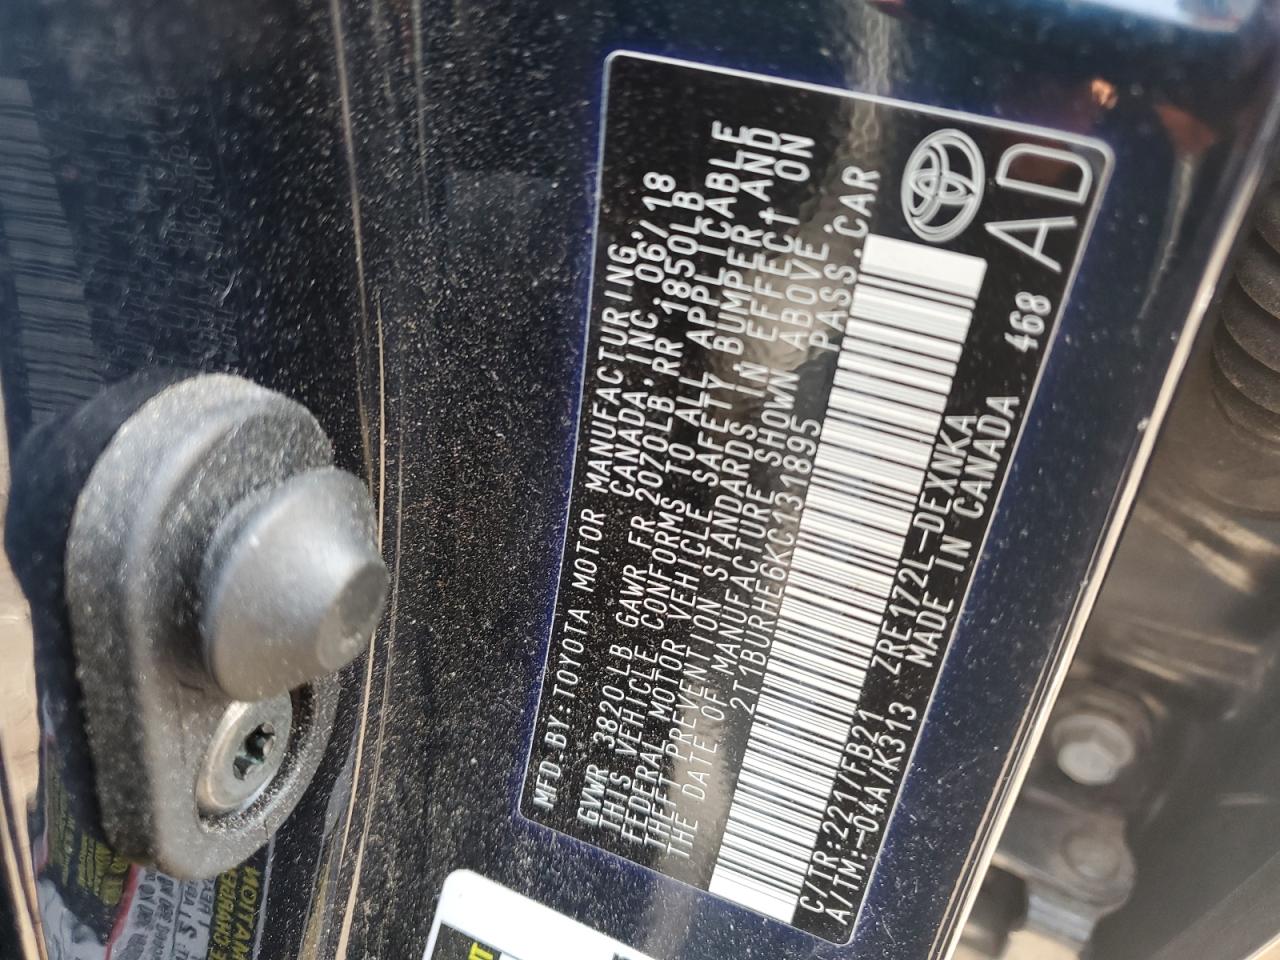 MFD.BY:TOYOTA MOTOR MANUFACTURING,
CANADA.INC. 06/18
GVWR 3820 LB GAWR FR 2070LB.RR 1850LB
THIS VEHICLE CONFORMS TO ALL APPLICABLE
FEDERAL MOTOR VEHICLE SAFETY, BUMPER, AND
THEFT PREVENTION STANDARDS IN EFFECT ON
THE DATE OF MANUFACTURE SHOWN ABOVE.
2T1BURHE6KC131895 PASS.CAR
C/TR:221/FB21 ZRE172L-DEXNKA
A/TM:-04A/K313 MADE IN CANADA 468
AD